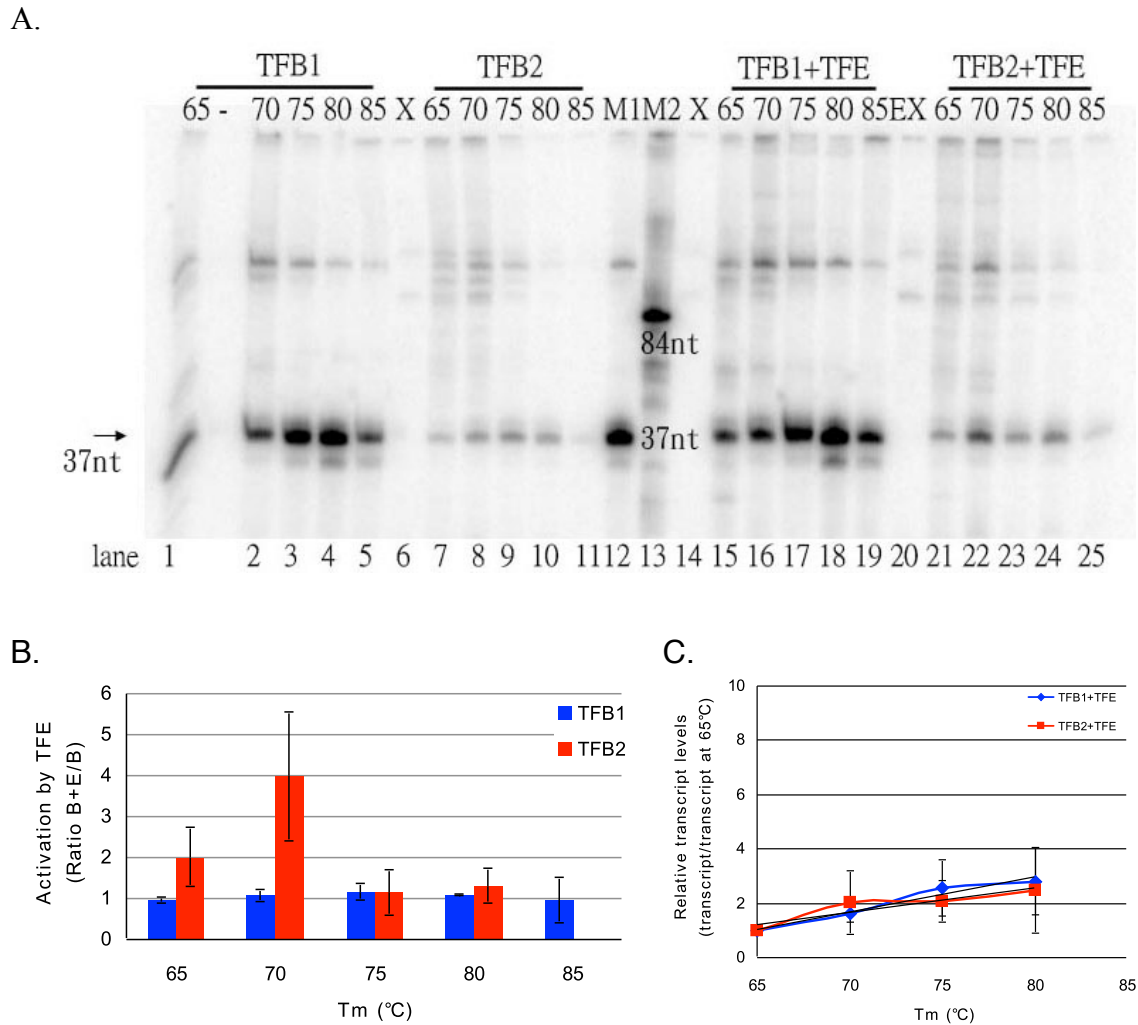 A.
TFB1 TFB2 TFB1+TFE TFB2+TFE
65 - 70 75 80 85 X 65 70 75 80 85 M1M2 X 65 70 75 80 85EX 65 70 75 80 85
84nt
37nt
37nt
lane 1 2 3 4 5 6 7 8 9 10 11 12 13 14 15 16 17 18 19 20 21 22 23 24 25
B.
Activation by TFE
(Ratio B+E/B)
6
5
4
3
2
1
0
TFB1
TFB2
65 70 75 80 85
Tm (°C)
C.
Relative transcript levels
(transcript/transcript at 65°C)
10
8
6
4
2
0
TFB1+TFE
TFB2+TFE
65 70 75 80 85
Tm (°C)